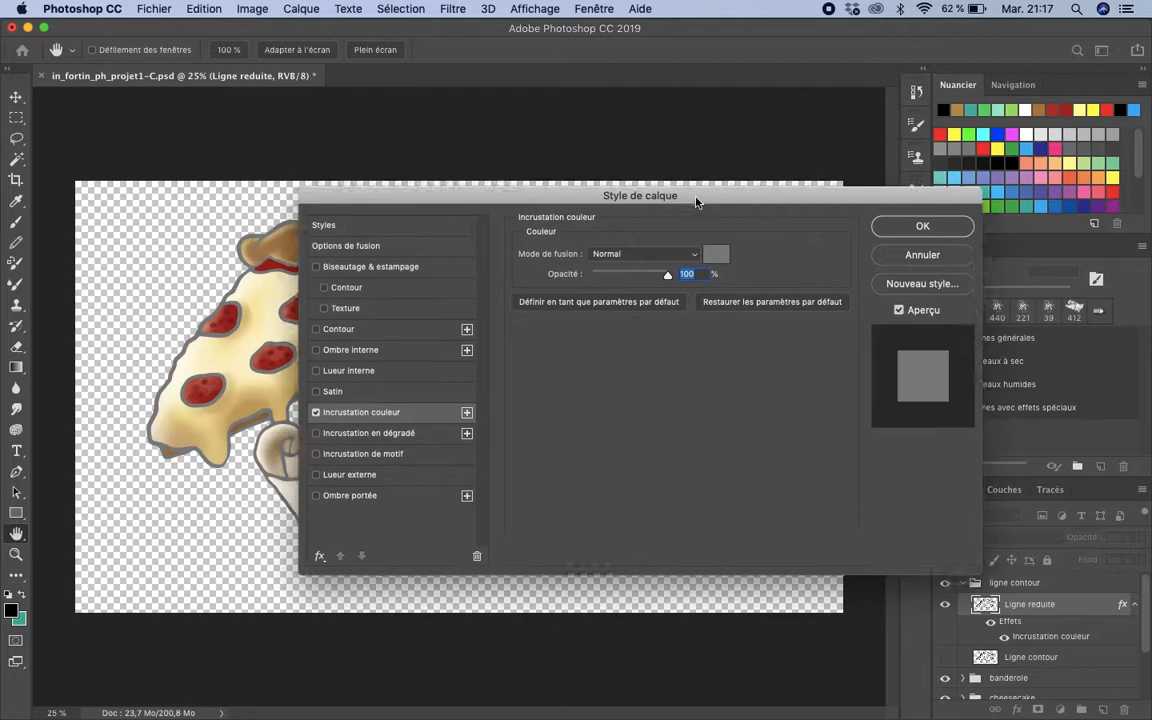 Photoshop CC Fichier Edition Image Calque Texte Sélection Filtre 3D Affichage Fenêtre Aide 62 % Mar. 21:17
Adobe Photoshop CC 2019
Défilement des fenêtres 100 % Adapter à l'écran Plein écran
in_fortin_ph_projet1-C.psd @ 25% (Ligne reduite, RVB/8) *
Nuancier Navigation
Style de calque
Styles
Options de fusion
Biseautage & estampage
Contour
Texture
Contour
Ombre interne
Lueur interne
Satin
Incrustation couleur
Incrustation en dégradé
Incrustation de motif
Lueur externe
Ombre portée
fx
Incrustation couleur
Couleur
Mode de fusion : Normal
Opacité : 100 %
Définir en tant que paramètres par défaut Restaurer les paramètres par défaut
OK
Annuler
Nouveau style...
Aperçu
440 221 39 412
mes générales
eaux à sec
eaux humides
es avec effets spéciaux
Couches Tracés
Opacité :
Fond :
ligne contour
Ligne reduite fx
Effets
Incrustation couleur
Ligne contour
banderole
cheesecake
25 % Doc : 23,7 Mo/200,8 Mo